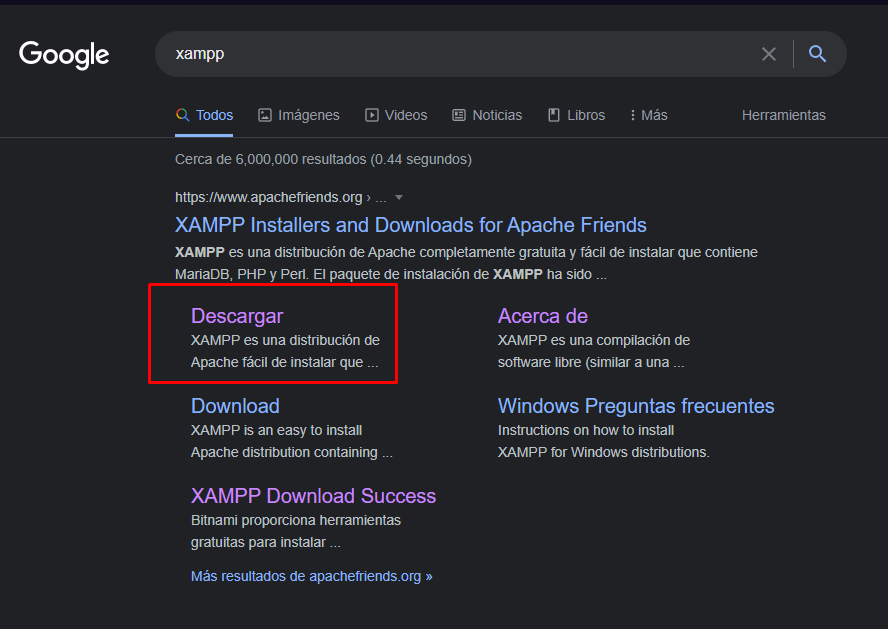 Google
xampp
Todos
Imágenes
Videos
Noticias
Libros
Más
Herramientas
Cerca de 6,000,000 resultados (0.44 segundos)
https://www.apachefriends.org › ...
XAMPP Installers and Downloads for Apache Friends
XAMPP es una distribución de Apache completamente gratuita y fácil de instalar que contiene
MariaDB, PHP y Perl. El paquete de instalación de XAMPP ha sido ...
Descargar
XAMPP es una distribución de
Apache fácil de instalar que ...
Acerca de
XAMPP es una compilación de
software libre (similar a una ...
Download
XAMPP is an easy to install
Apache distribution containing ...
Windows Preguntas frecuentes
Instructions on how to install
XAMPP for Windows distributions.
XAMPP Download Success
Bitnami proporciona herramientas
gratuitas para instalar ...
Más resultados de apachefriends.org »